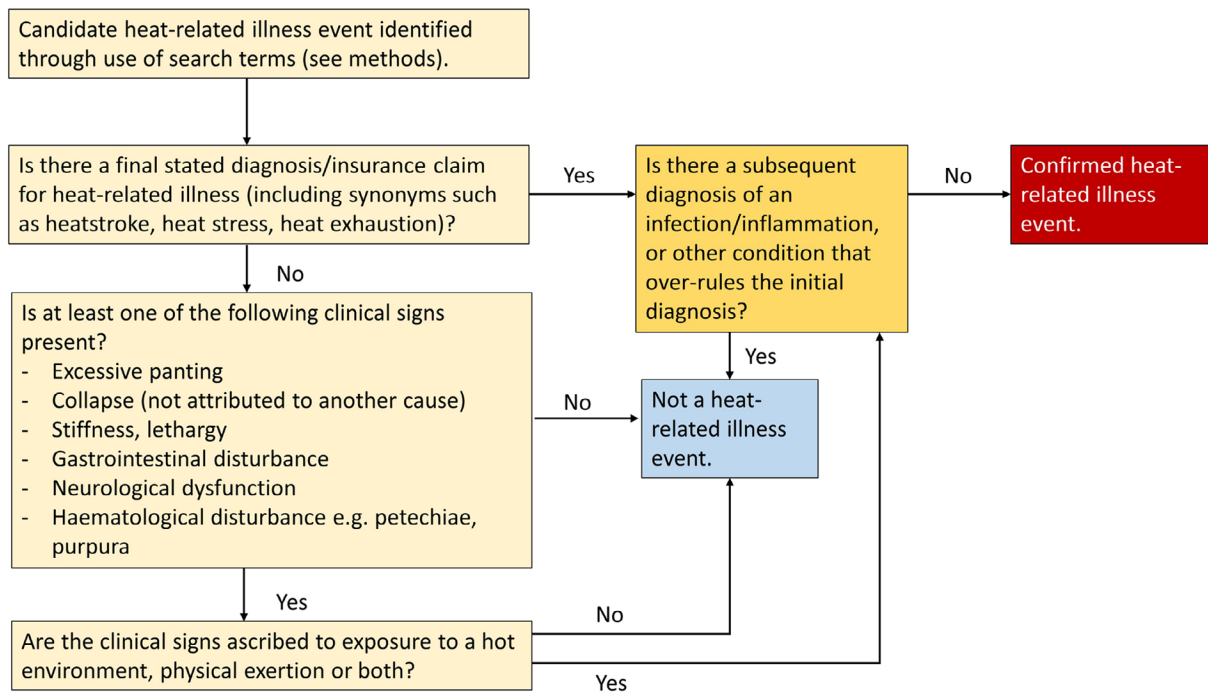 Candidate heat-related illness event identified
through use of search terms (see methods).
Is there a final stated diagnosis/insurance claim
for heat-related illness (including synonyms such
as heatstroke, heat stress, heat exhaustion)?
Yes
Is there a subsequent
diagnosis of an
infection/inflammation,
or other condition that
over-rules the initial
diagnosis?
No
Confirmed heat-
related illness
event.
No
Is at least one of the following clinical signs
present?
- Excessive panting
- Collapse (not attributed to another cause)
- Stiffness, lethargy
- Gastrointestinal disturbance
- Neurological dysfunction
- Haematological disturbance e.g. petechiae,
purpura
Yes
No
Not a heat-
related illness
event.
Yes
Are the clinical signs ascribed to exposure to a hot
environment, physical exertion or both?
No
Yes